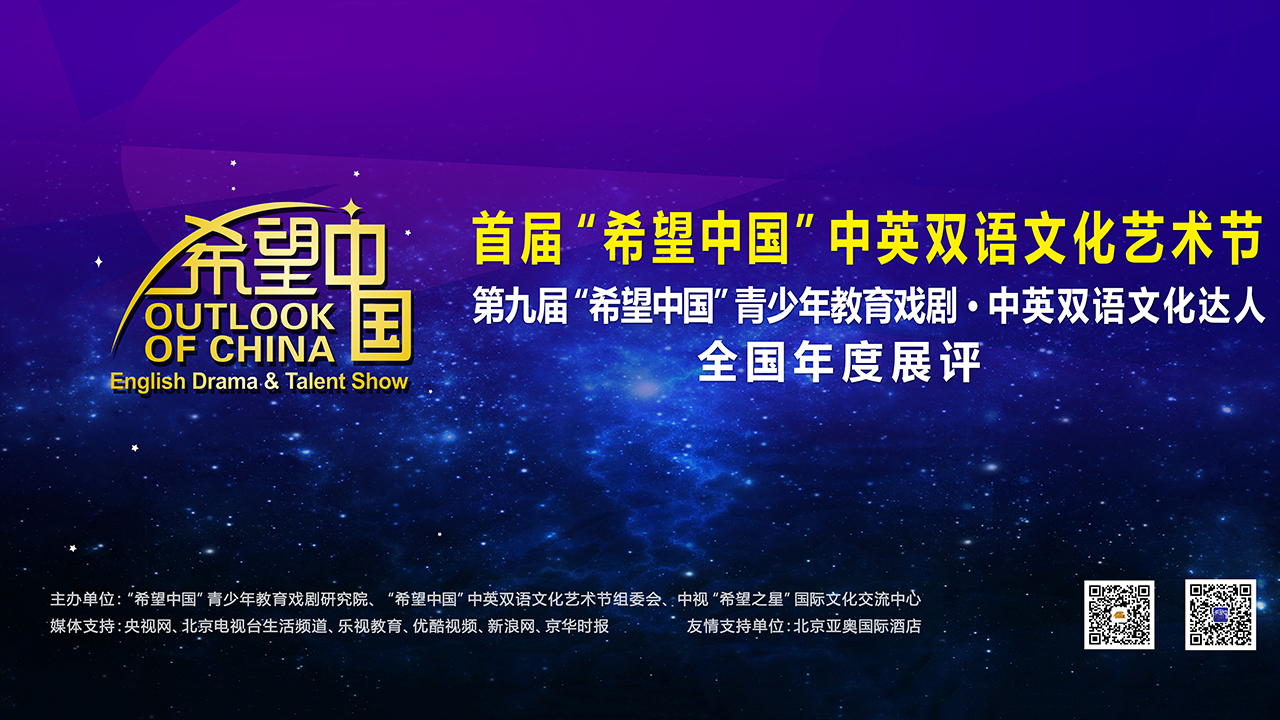 希望中国
OUTLOOK
OF CHINA
English Drama & Talent Show
首届“希望中国”中英双语文化艺术节
第九届“希望中国”青少年教育戏剧·中英双语文化达人
全国年度展评
主办单位：“希望中国”青少年教育戏剧研究院、“希望中国”中英双语文化艺术节组委会、中视“希望之星”国际文化交流中心
媒体支持：央视网、北京电视台生活频道、乐视教育、优酷视频、新浪网、京华时报 友情支持单位：北京亚奥国际酒店